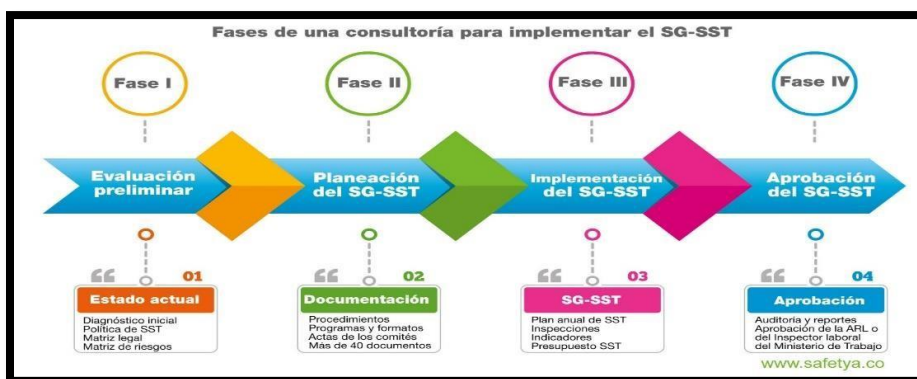 Fases de una consultoría para implementar el SG-SST
Fase I
Fase II
Fase III
Fase IV
Evaluación
preliminar
Planeación
del SG-SST
Implementación
del SG-SST
Aprobación
del SG-SST
01
Estado actual
Diagnóstico inicial
Política de SST
Matriz legal
Matriz de riesgos
02
Documentación
Procedimientos
Programas y formatos
Actas de los comités
Más de 40 documentos
03
SG-SST
Plan anual de SST
Inspecciones
Indicadores
Presupuesto SST
04
Aprobación
Auditoría y reportes
Aprobación de la ARL o
del Inspector laboral
del Ministerio de Trabajo
www.safetya.co